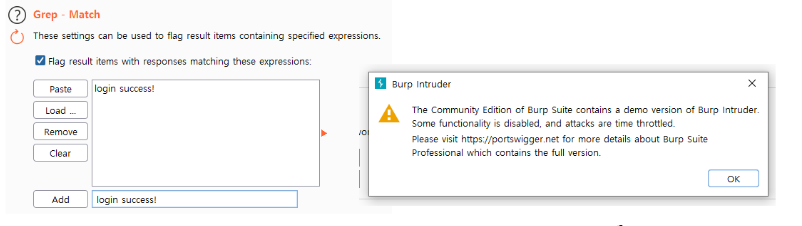 ? Grep - Match
These settings can be used to flag result items containing specified expressions.
Flag result items with responses matching these expressions:
Paste
login success!
Load ...
Remove
Clear
Add
login success!
Burp Intruder
The Community Edition of Burp Suite contains a demo version of Burp Intruder.
Some functionality is disabled, and attacks are time throttled.
Please visit https://portswigger.net for more details about Burp Suite
Professional which contains the full version.
OK